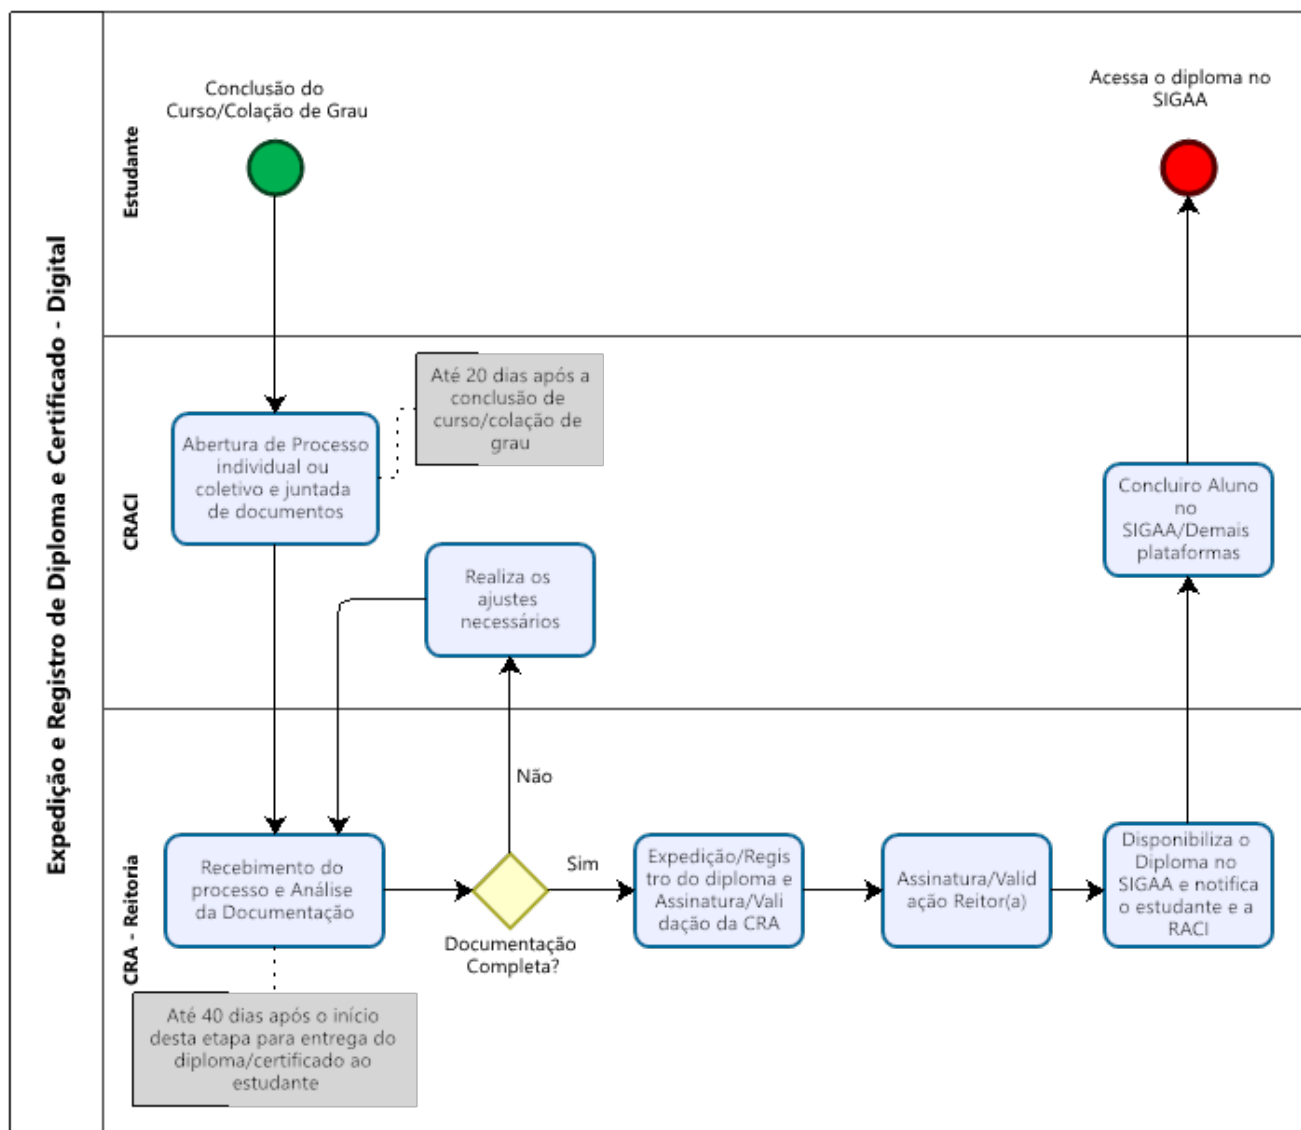 Expedição e Registro de Diploma e Certificado - Digital
Estudante
Conclusão do
Curso/Colação de Grau
Acessa o diploma no
SIGAA
CRACI
Até 20 dias após a
conclusão de
curso/colação de
grau
Abertura de Processo
individual ou
coletivo e juntada
de documentos
Realiza os
ajustes
necessários
Concluiro Aluno
no
SIGAA/Demais
plataformas
CRA - Reitoria
Não
Recebimento do
processo e Análise
da Documentação
Sim
Documentação
Completa?
Expedição/Regis
tro do diploma e
Assinatura/Vali
dação da CRA
Assinatura/Valid
ação Reitor(a)
Disponibiliza o
Diploma no
SIGAA e notifica
o estudante e a
RACI
Até 40 dias após o início
desta etapa para entrega do
diploma/certificado ao
estudante